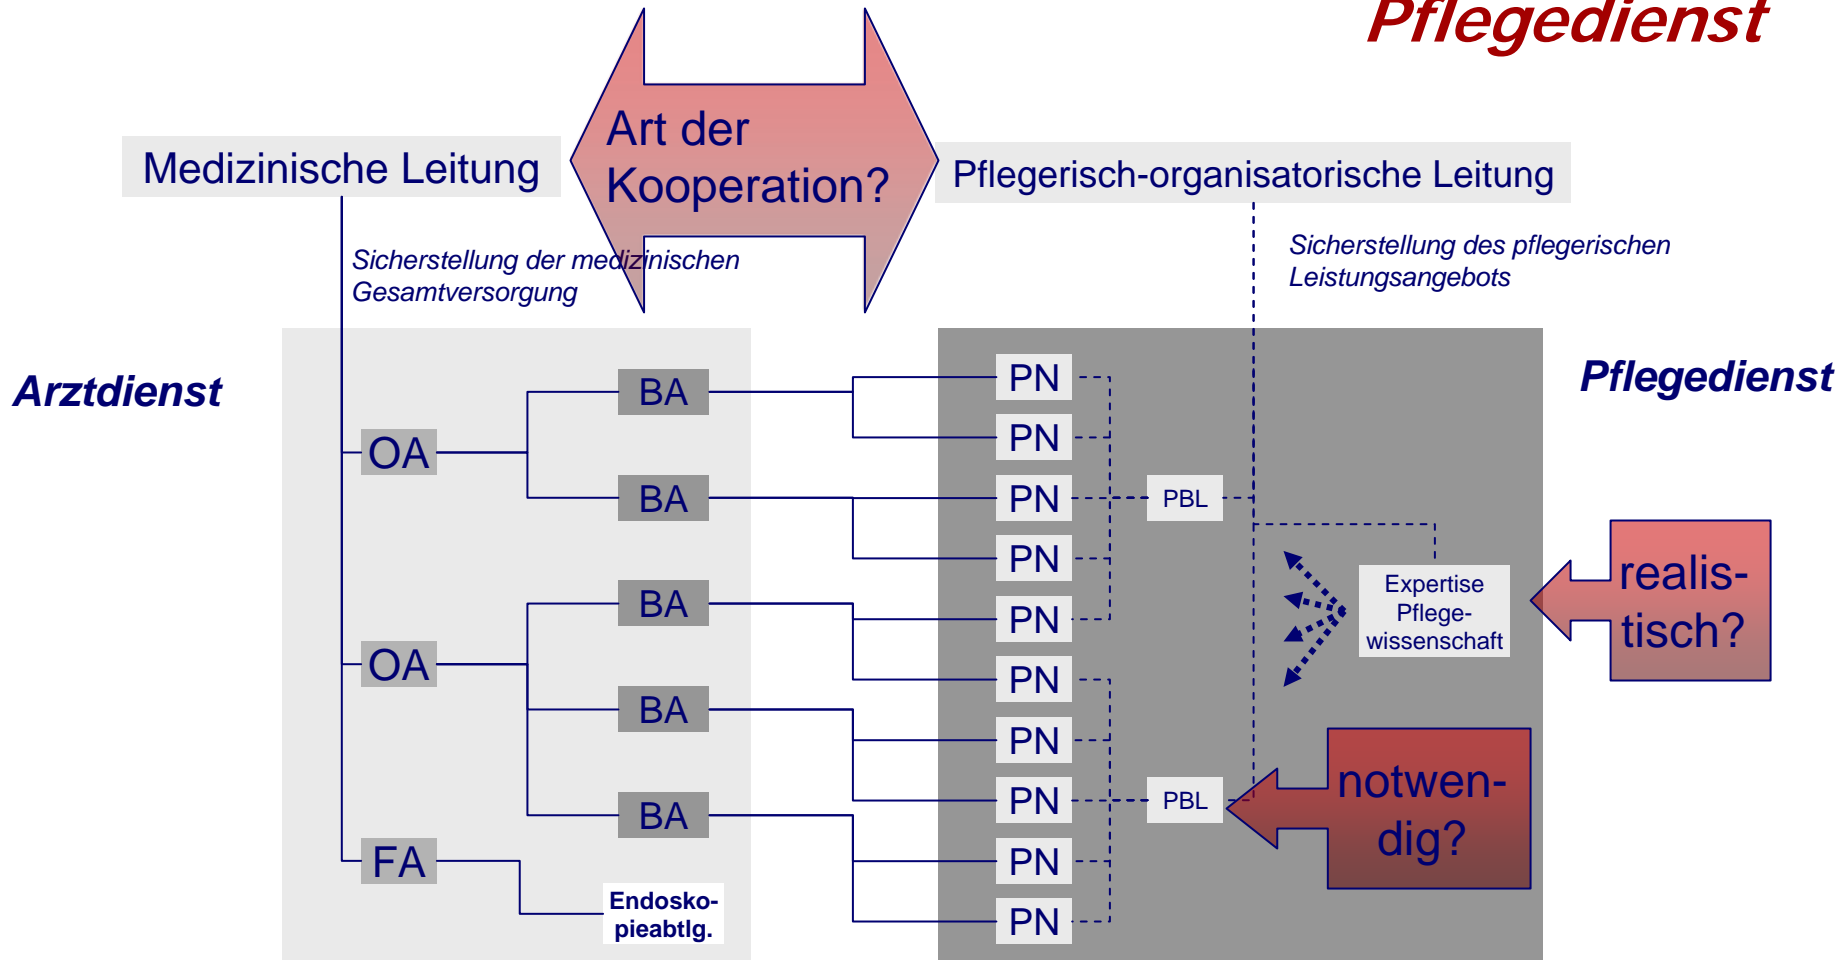 Pflegedienst
Art der
Kooperation?
Medizinische Leitung
Pflegerisch-organisatorische Leitung
Sicherstellung der medizinischen
Gesamtversorgung
Sicherstellung des pflegerischen
Leistungsangebots
Arztdienst
Pflegedienst
OA
OA
FA
BA
BA
BA
BA
BA
Endosko-
pieabtlg.
PN
PN
PN
PN
PN
PN
PN
PN
PN
PN
PBL
PBL
Expertise
Pflege-
wissenschaft
realis-
tisch?
notwen-
dig?